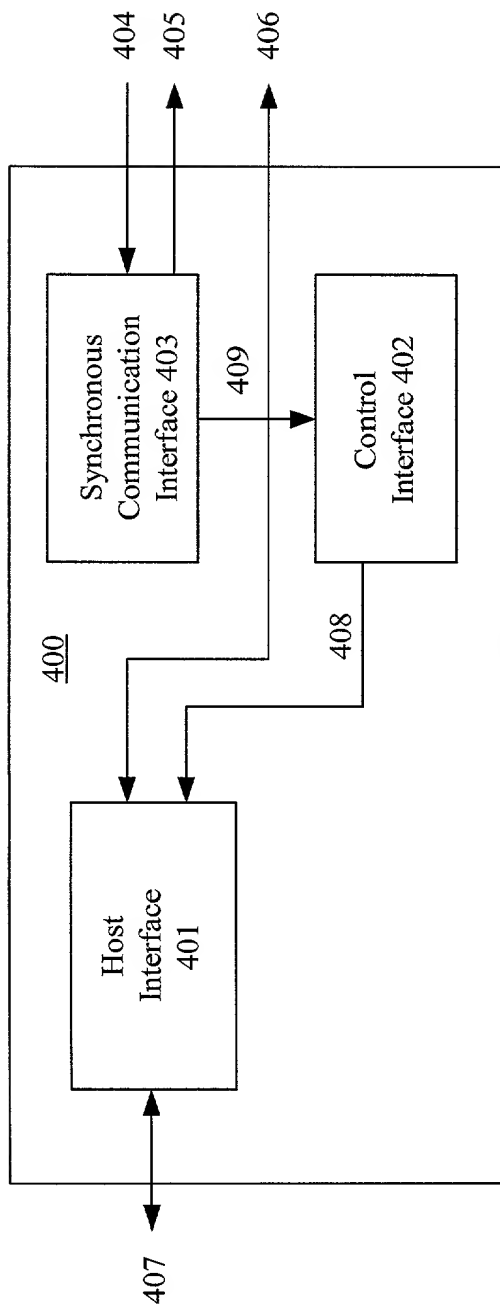 404
405
406
Synchronous
Communication
Interface 403
409
Control
Interface 402
400
408
Host
Interface
401
407